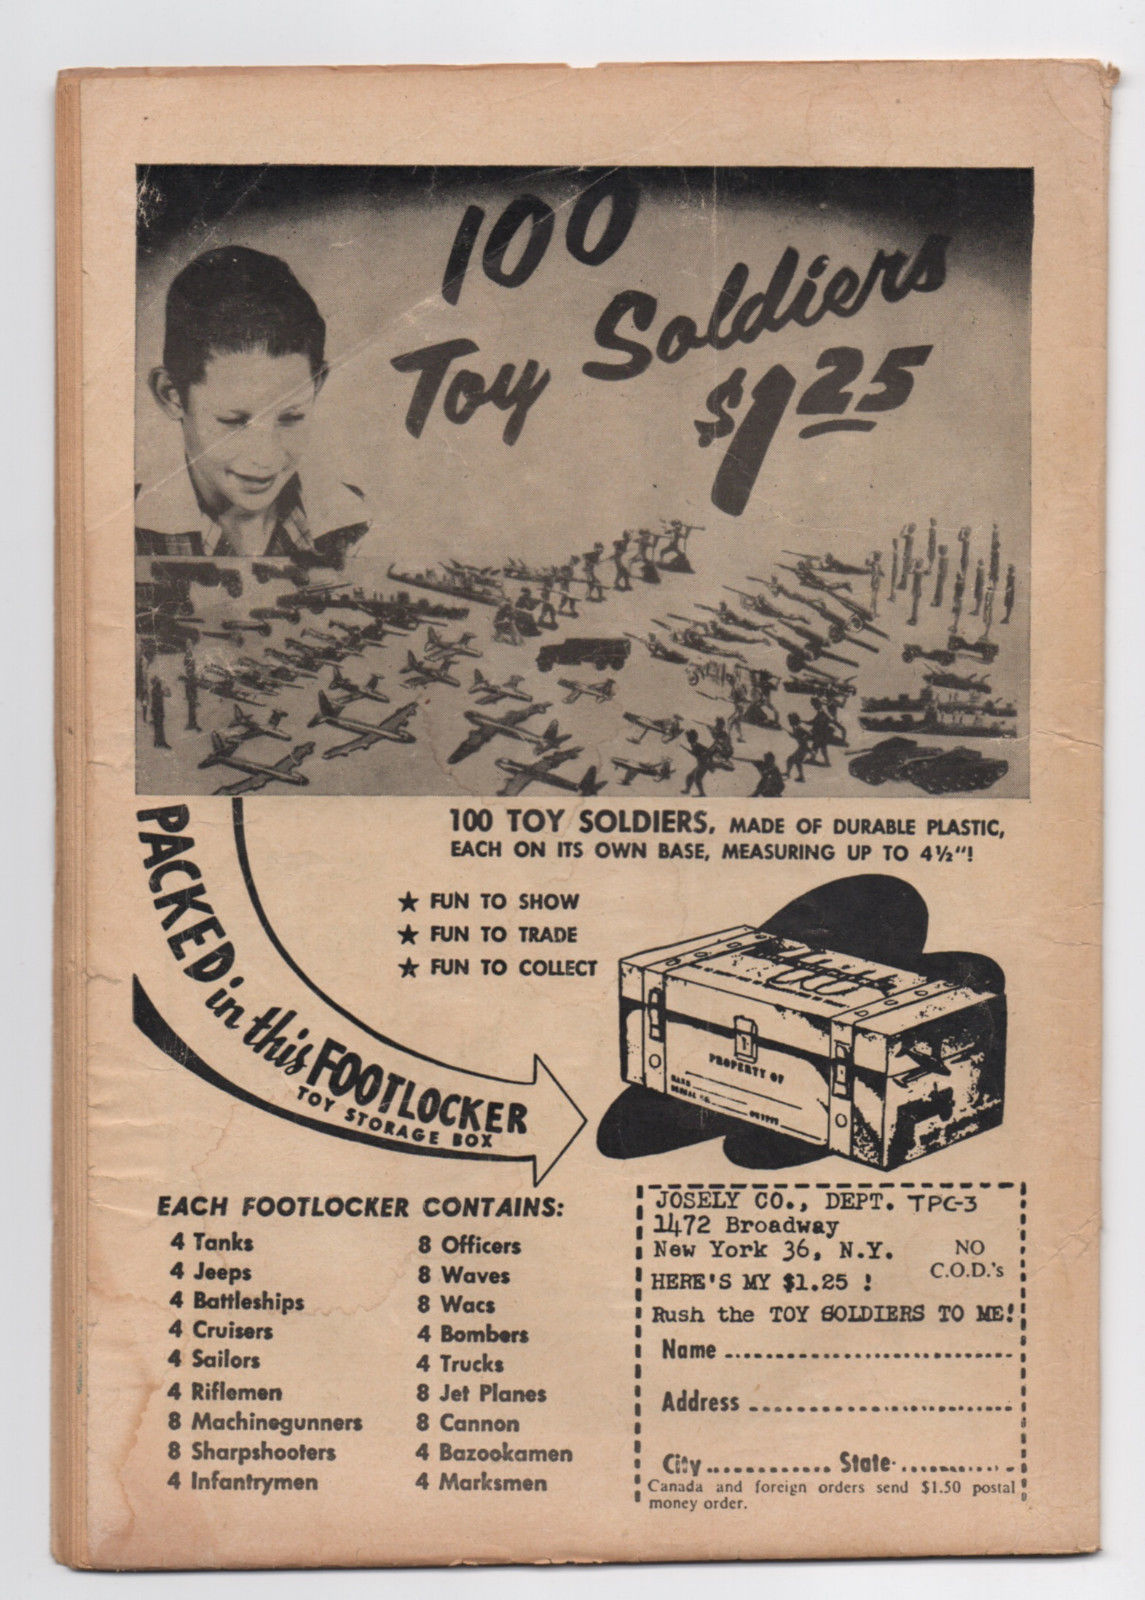 100
Toy Soldiers
$1.25
100 TOY SOLDIERS, MADE OF DURABLE PLASTIC,
EACH ON ITS OWN BASE, MEASURING UP TO 4½"!
★ FUN TO SHOW
★ FUN TO TRADE
★ FUN TO COLLECT
PACKED in this FOOTLOCKER
TOY STORAGE BOX
100
PROPERTY OF
EACH FOOTLOCKER CONTAINS:
4 Tanks
4 Jeeps
4 Battleships
4 Cruisers
4 Sailors
4 Riflemen
8 Machinegunners
8 Sharpshooters
4 Infantrymen
8 Officers
8 Waves
8 Wacs
4 Bombers
4 Trucks
8 Jet Planes
8 Cannon
4 Bazookamen
4 Marksmen
JOSELY CO., DEPT. TPC-3
1472 Broadway
New York 36, N.Y.
NO
C.O.D.'s
HERE'S MY $1.25 !
Rush the TOY SOLDIERS TO ME!
Name
Address
City State
Canada and foreign orders send $1.50 postal
money order.